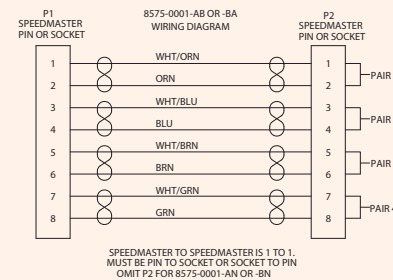 P1
SPEEDMASTER
PIN OR SOCKET
8575-0001-AB OR -BA
WIRING DIAGRAM
P2
SPEEDMASTER
PIN OR SOCKET
1 WHT/ORN 1
2 ORN 2
PAIR
3 WHT/BLU 3
4 BLU 4
PAIR
5 WHT/BRN 5
6 BRN 6
PAIR
7 WHT/GRN 7
8 GRN 8
PAIR
SPEEDMASTER TO SPEEDMASTER IS 1 TO 1.
MUST BE PIN TO SOCKET OR SOCKET TO PIN
OMIT P2 FOR 8575-0001-AN OR -BN